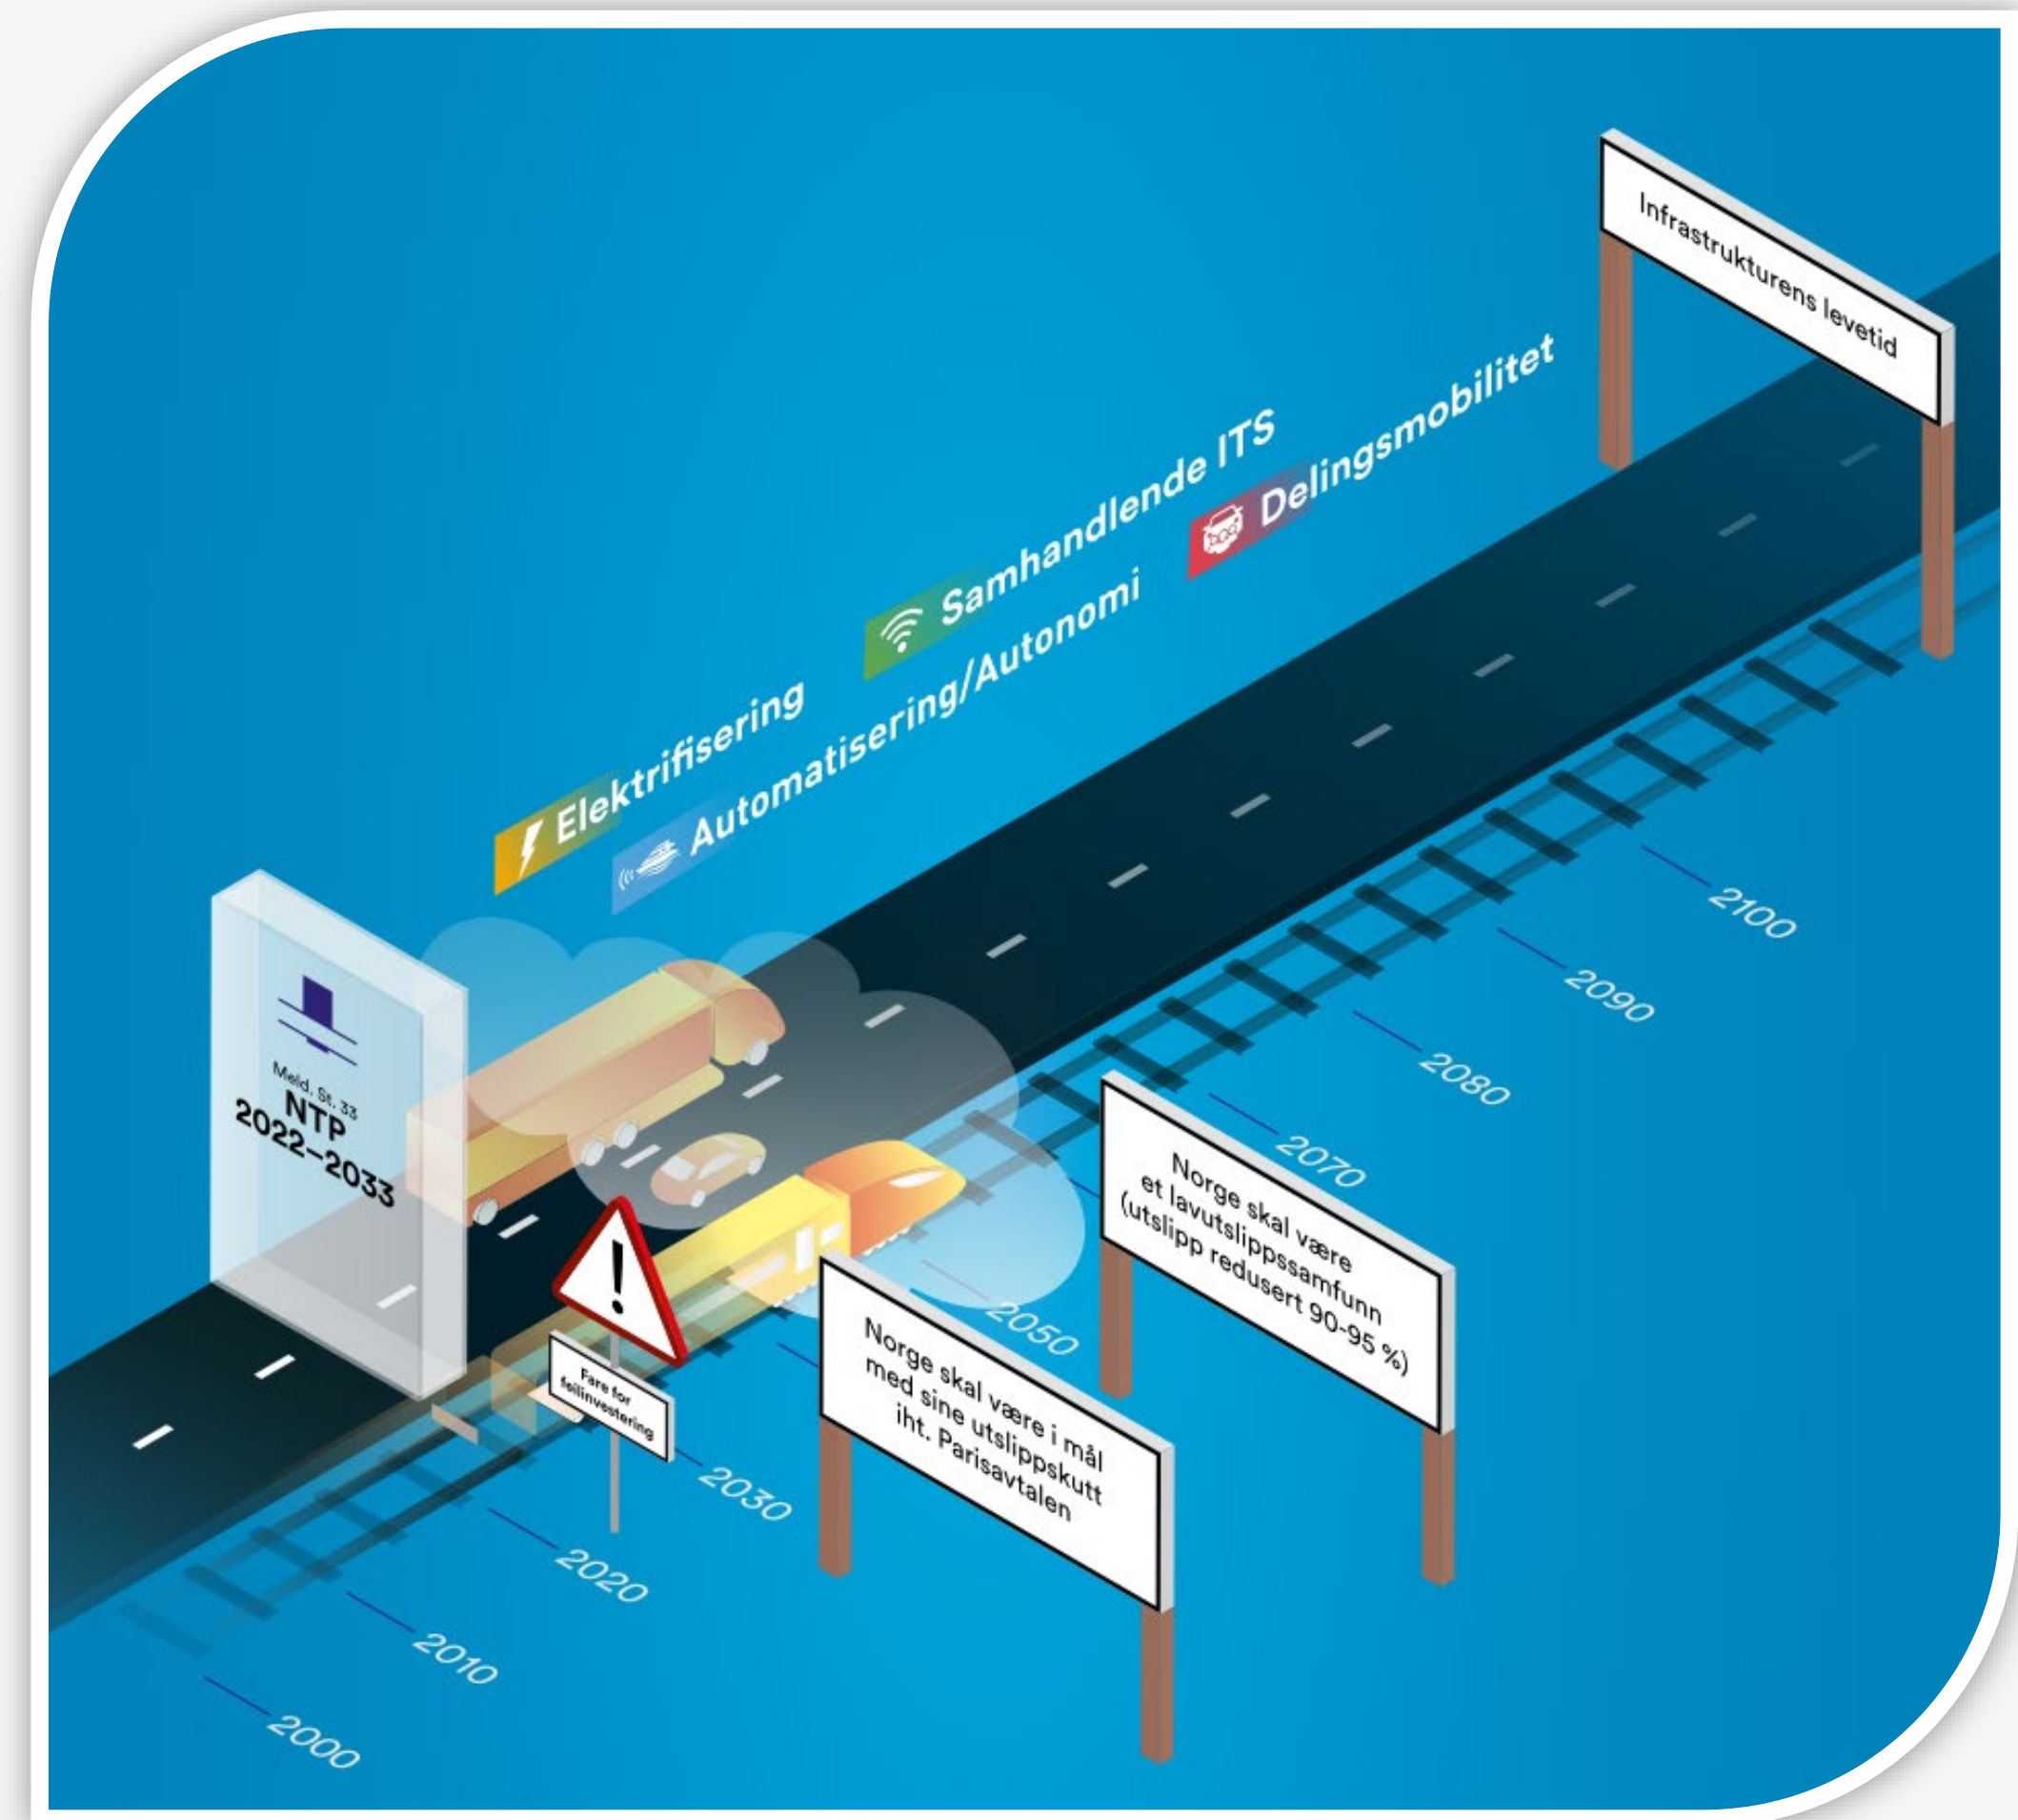 Infrastrukturens levetid
Samhandlende ITS
Delingsmobilitet
Elektrifisering
Automatisering/Autonomi
Meld. St. 33
NTP
2022–2033
Fare for
feilinvestering
Norge skal være i mål
med sine utslippskutt
iht. Parisavtalen
Norge skal være
et lavutslippssamfunn
(utslipp redusert 90-95 %)
2000
2010
2020
2030
2050
2070
2080
2090
2100